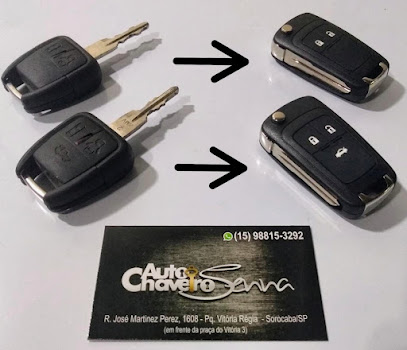 (15) 98815-3292
Auto
Chaveiro Senna
R. José Martinez Perez, 1608 - Pq. Vitória Régia - Sorocaba/SP
(em frente da praça do Vitória 3)